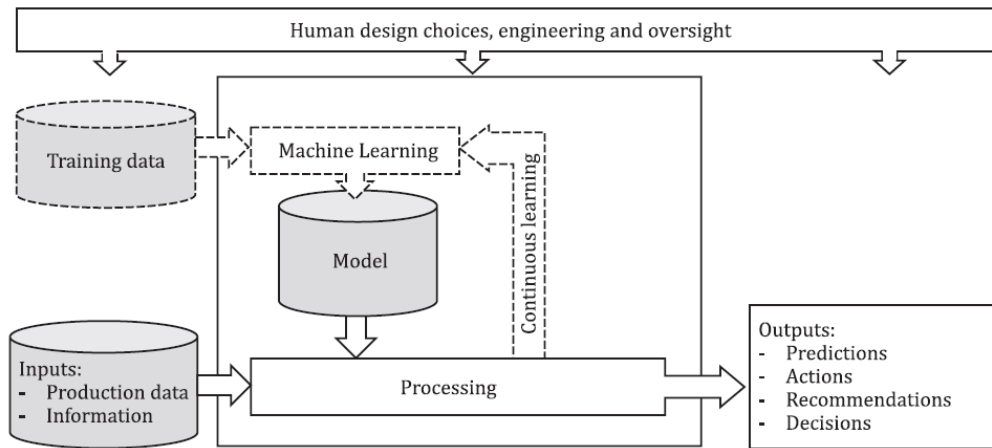 Human design choices, engineering and oversight
Training data
Machine Learning
Continuous learning
Model
Inputs:
- Production data
- Information
Processing
Outputs:
- Predictions
- Actions
- Recommendations
- Decisions